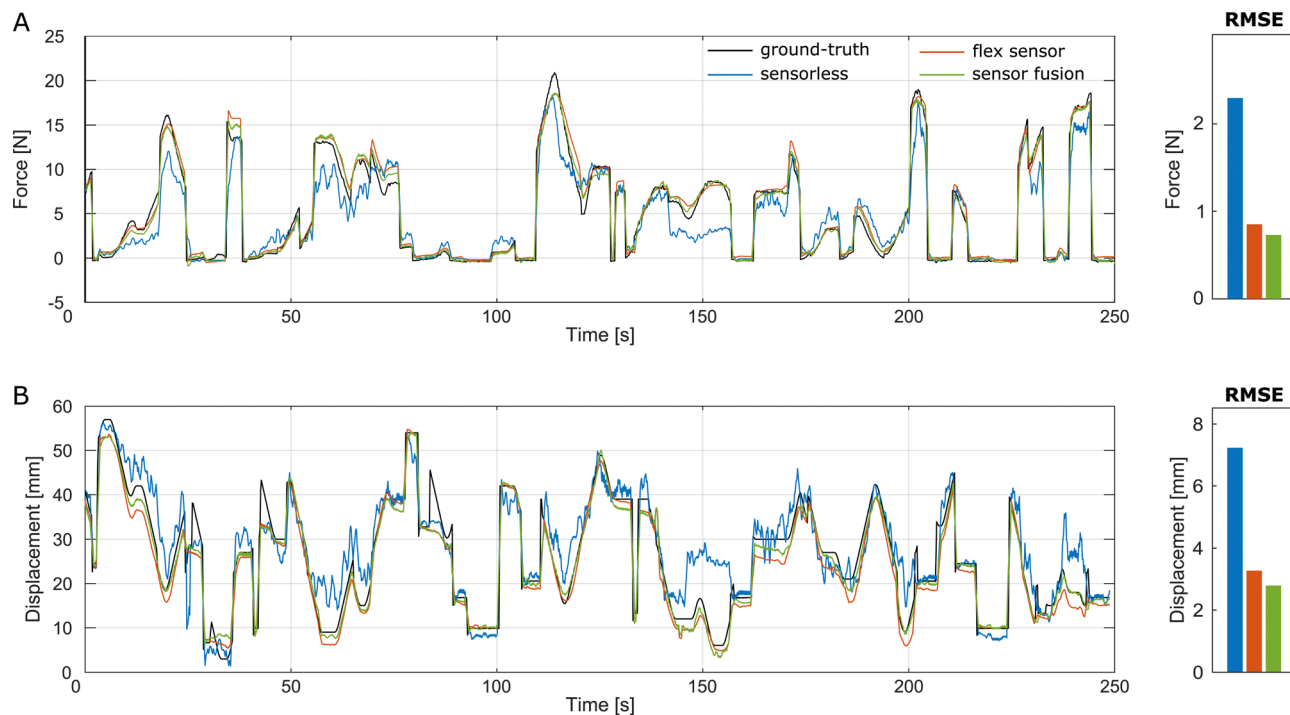 A
RMSE
ground-truth
flex sensor
sensorless
sensor fusion
25
20
15
10
5
0
-5
Force [N]
0
50
100
150
200
250
Time [s]
2
1
0
Force [N]
B
RMSE
60
50
40
30
20
10
0
Displacement [mm]
0
50
100
150
200
250
Time [s]
8
6
4
2
0
Displacement [mm]